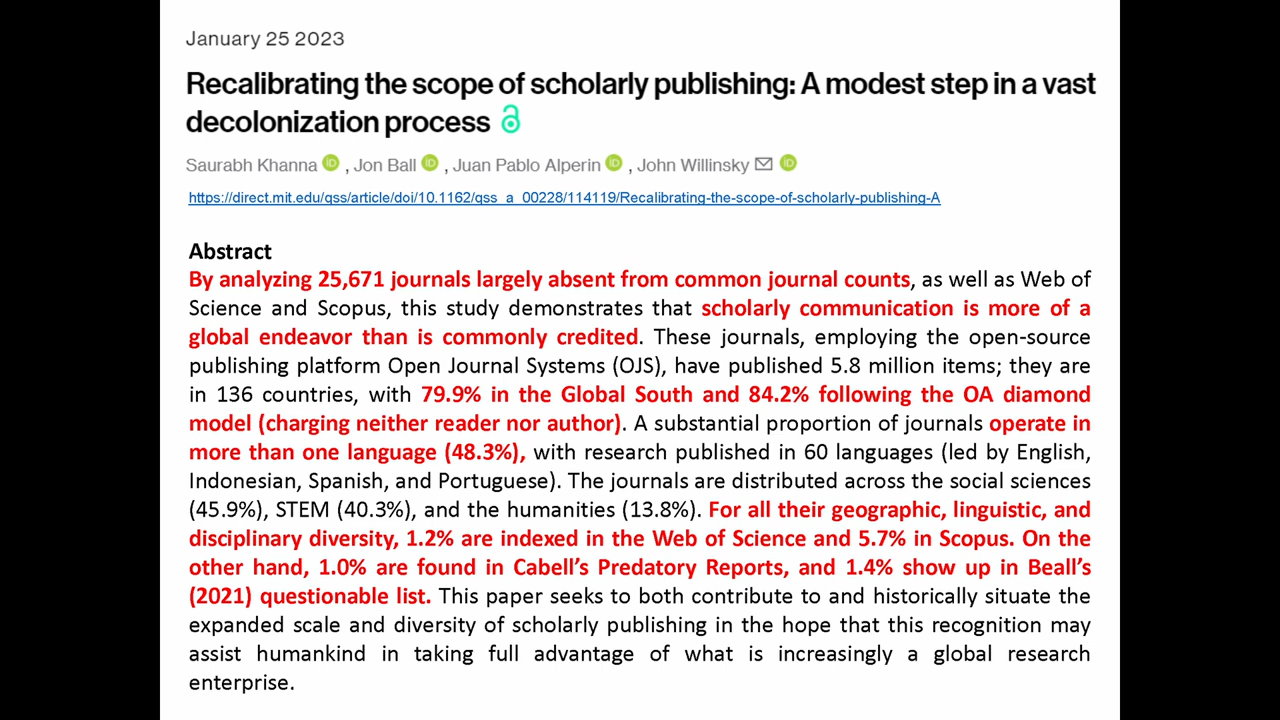 January 25 2023
Recalibrating the scope of scholarly publishing: A modest step in a vast
decolonization process
Saurabh Khanna iD , Jon Ball iD , Juan Pablo Alperin iD , John Willinsky iD
https://direct.mit.edu/qss/article/doi/10.1162/qss_a_00228/114119/Recalibrating-the-scope-of-scholarly-publishing-A
Abstract
By analyzing 25,671 journals largely absent from common journal counts, as well as Web of
Science and Scopus, this study demonstrates that scholarly communication is more of a
global endeavor than is commonly credited. These journals, employing the open-source
publishing platform Open Journal Systems (OJS), have published 5.8 million items; they are
in 136 countries, with 79.9% in the Global South and 84.2% following the OA diamond
model (charging neither reader nor author). A substantial proportion of journals operate in
more than one language (48.3%), with research published in 60 languages (led by English,
Indonesian, Spanish, and Portuguese). The journals are distributed across the social sciences
(45.9%), STEM (40.3%), and the humanities (13.8%). For all their geographic, linguistic, and
disciplinary diversity, 1.2% are indexed in the Web of Science and 5.7% in Scopus. On the
other hand, 1.0% are found in Cabell’s Predatory Reports, and 1.4% show up in Beall’s
(2021) questionable list. This paper seeks to both contribute to and historically situate the
expanded scale and diversity of scholarly publishing in the hope that this recognition may
assist humankind in taking full advantage of what is increasingly a global research
enterprise.